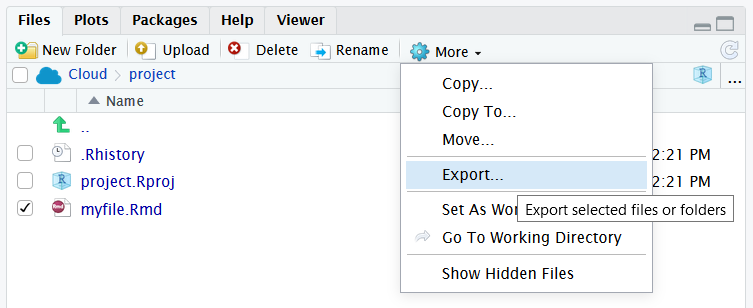 Files Plots Packages Help Viewer
New Folder Upload Delete Rename More
Cloud project ...
Name
Copy...
Copy To...
Move...
Export...
Set As Wor
Export selected files or folders
Go To Working Directory
Show Hidden Files
..
.Rhistory 2:21 PM
project.Rproj 2:21 PM
myfile.Rmd